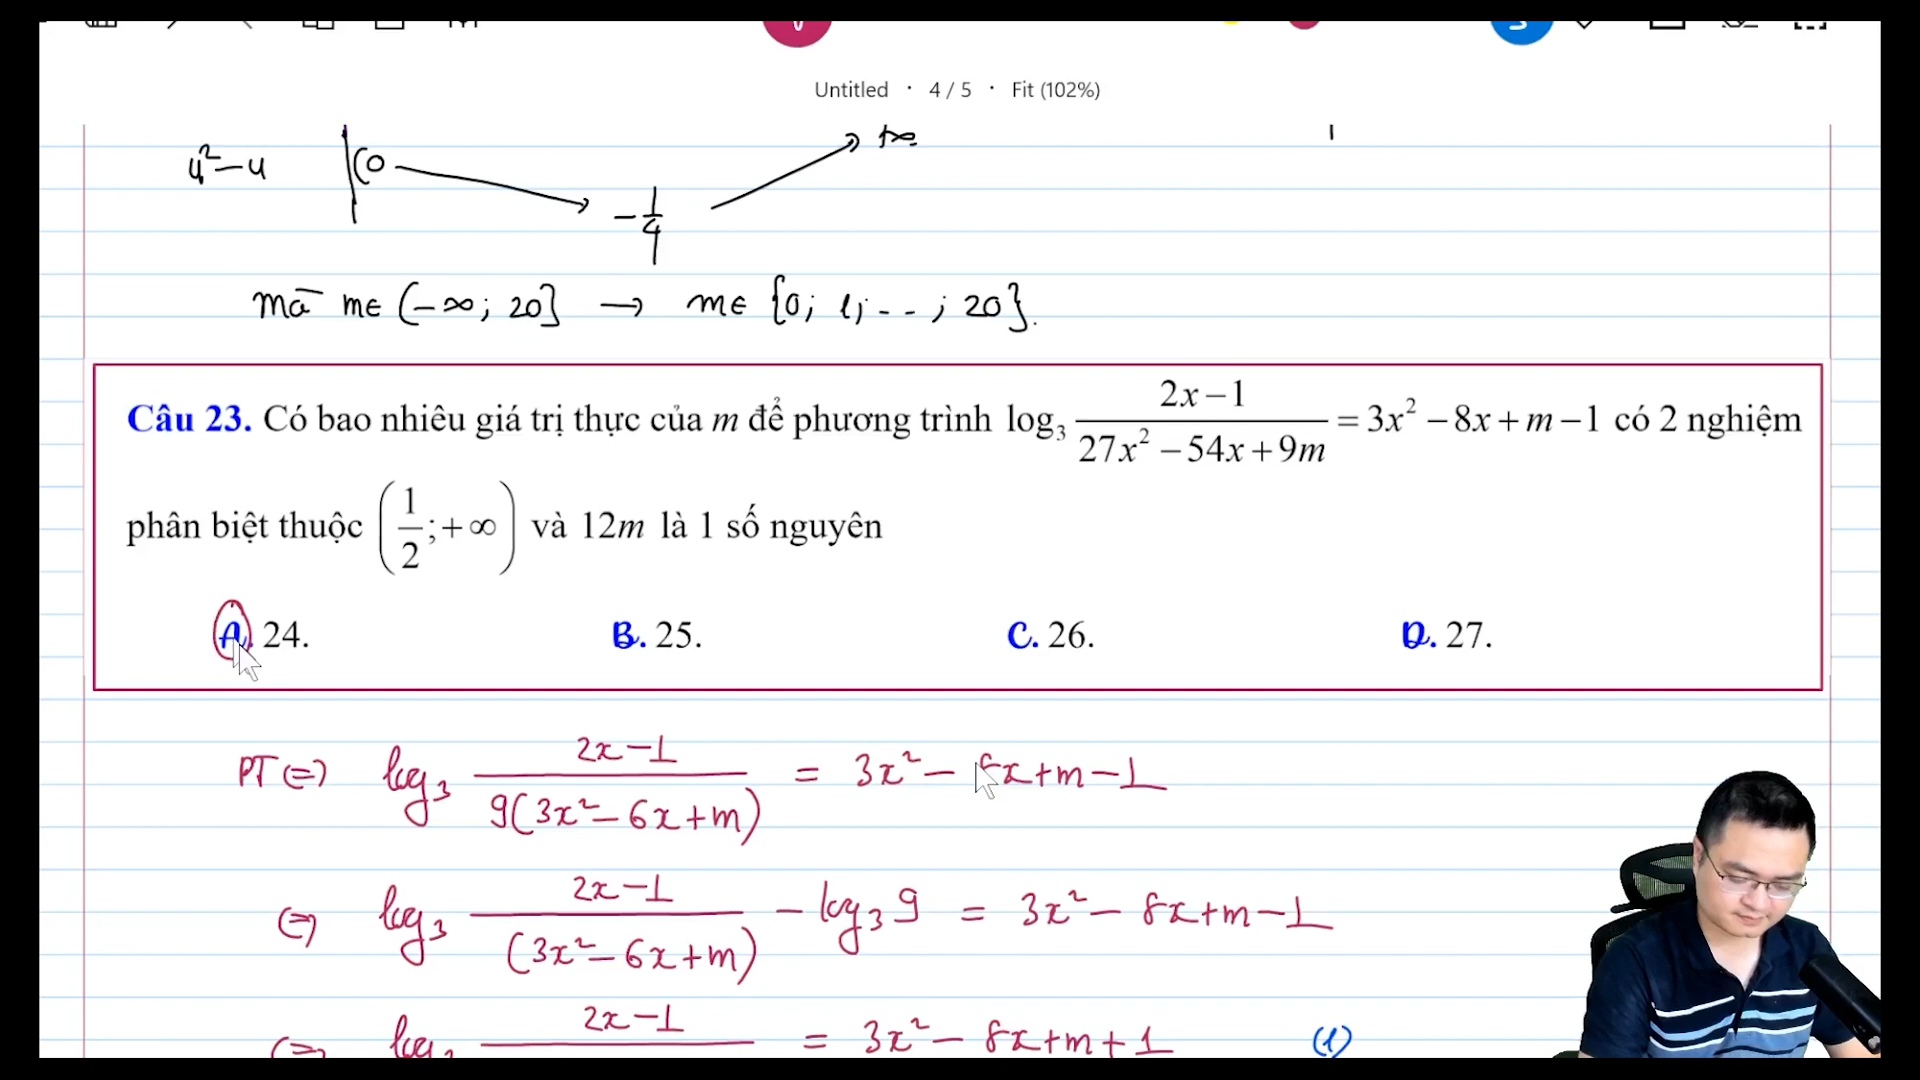 Untitled · 4 / 5 · Fit (102%)
u² − u (0 −1/4 +∞
mà m∈ (−∞; 20] → m∈ {0; 1; ...; 20}.
Câu 23. Có bao nhiêu giá trị thực của m để phương trình log₃ (2x−1)/(27x² − 54x + 9m) = 3x² − 8x + m − 1 có 2 nghiệm
phân biệt thuộc (1/2; +∞) và 12m là 1 số nguyên
A. 24. B. 25. C. 26. D. 27.
PT ⇔ log₃ (2x−1)/(9(3x² − 6x + m)) = 3x² − 8x + m − 1
⇔ log₃ (2x−1)/((3x² − 6x + m)) − log₃ 9 = 3x² − 8x + m − 1
⇔ log₃ 2x−1 = 3x² − 8x + m + 1 (1)